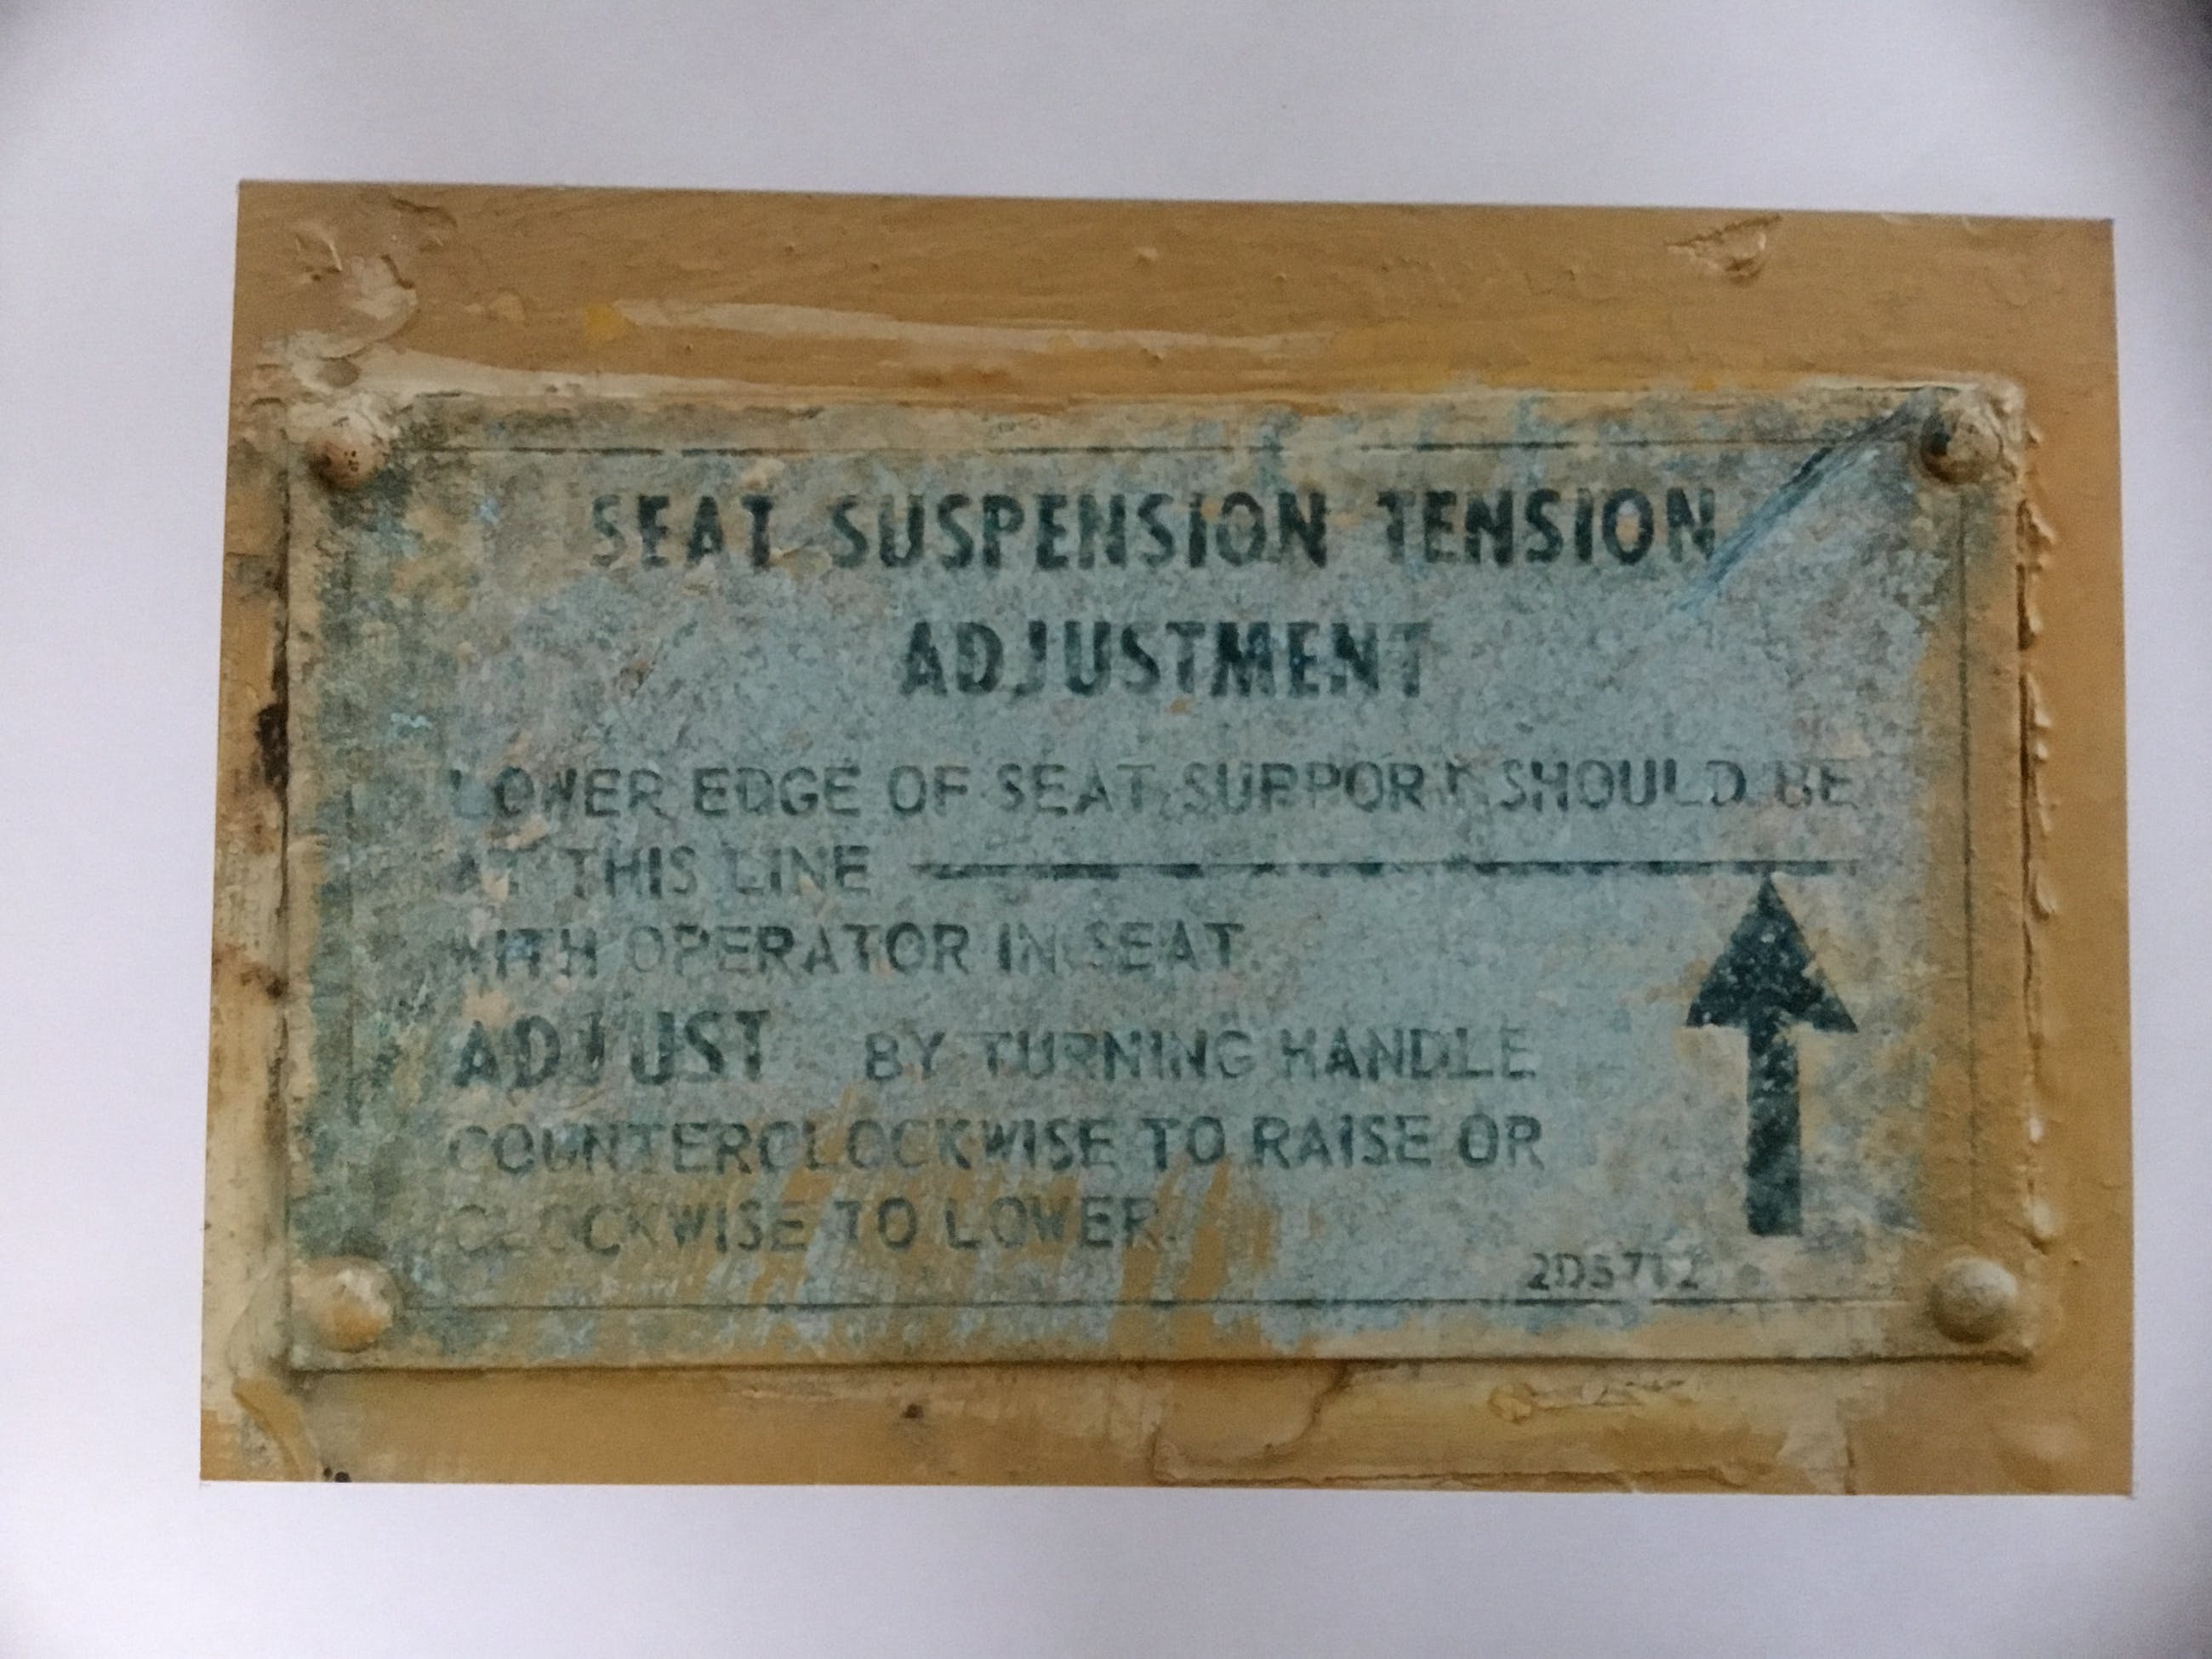 SEAT SUSPENSION TENSION
ADJUSTMENT
LOWER EDGE OF SEAT SUPPORT SHOULD BE
AT THIS LINE
WITH OPERATOR IN SEAT.
ADJUST BY TURNING HANDLE
COUNTERCLOCKWISE TO RAISE OR
CLOCKWISE TO LOWER.
2D5712